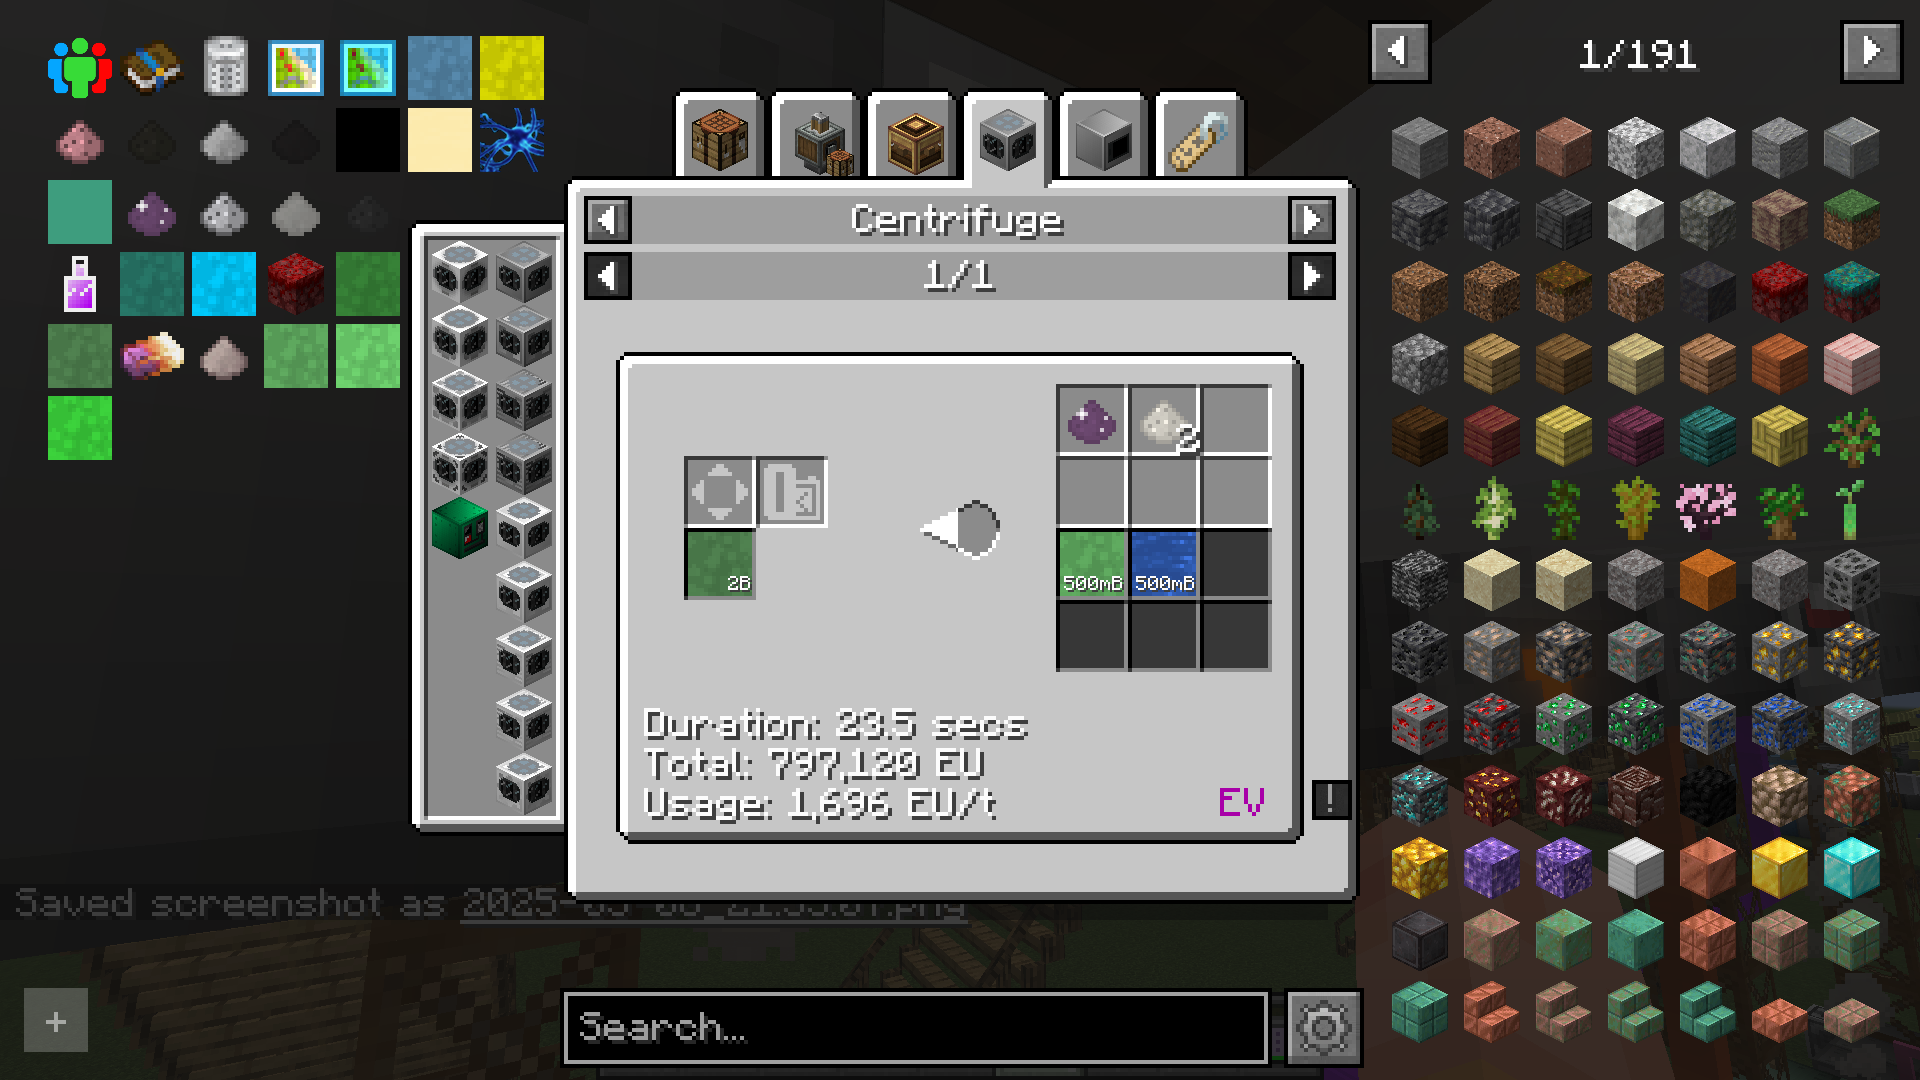 1/191
Centrifuge
1/1
2
2B
500mB 500mB
Duration: 23.5 secs
Total: 797,120 EU
Usage: 1,696 EU/t
EV
!
Saved screenshot as
+
Search...